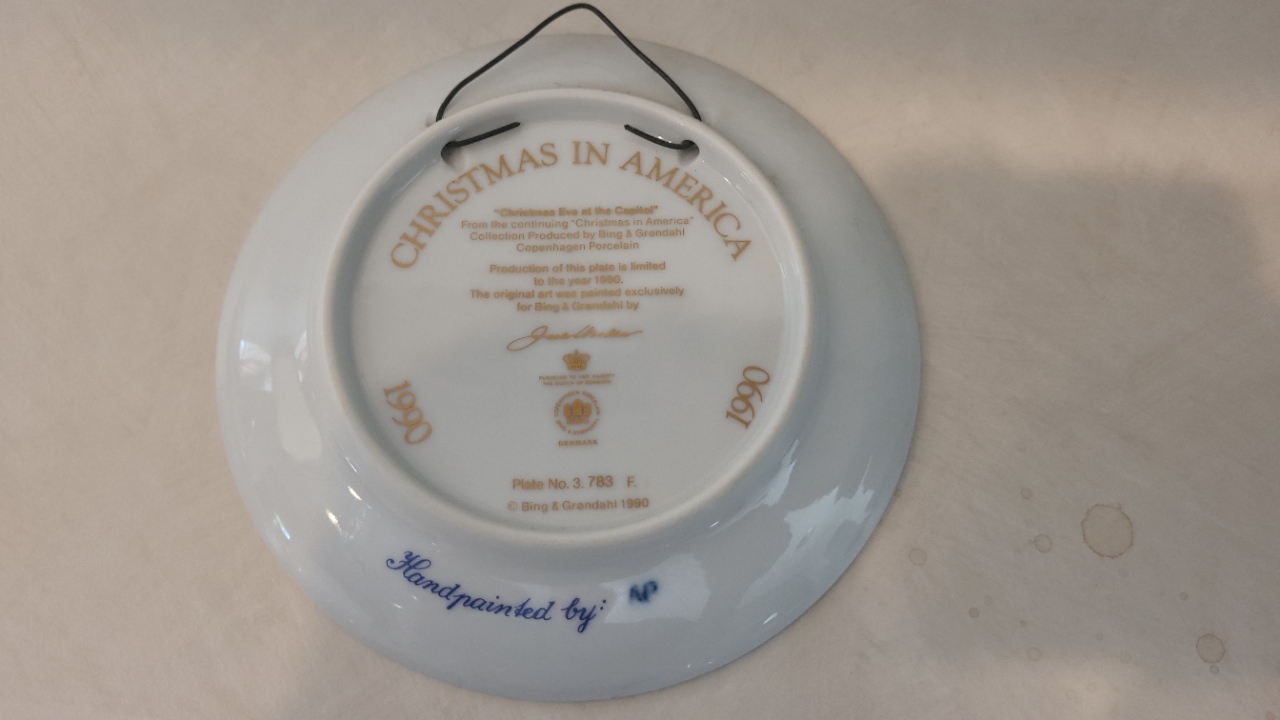 CHRISTMAS IN AMERICA
"Christmas Eve at the Capitol"
From the continuing "Christmas in America"
Collection Produced by Bing & Grøndahl
Copenhagen Porcelain
Production of this plate is limited
to the year 1990.
The original art was painted exclusively
for Bing & Grøndahl by
DENMARK
1990
1990
Plate No. 3.783 F.
© Bing & Grøndahl 1990
Handpainted by: NP